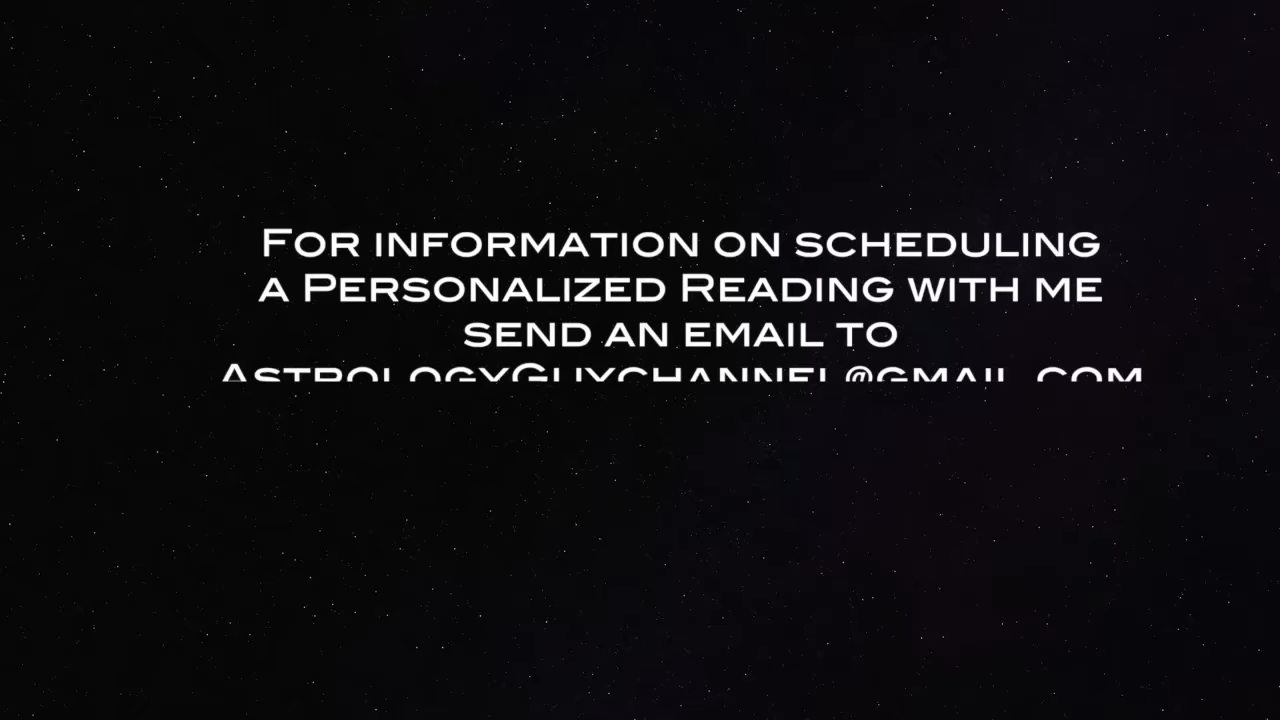 For information on scheduling
a Personalized Reading with me
send an email to
AstrologyGuychannel@gmail.com